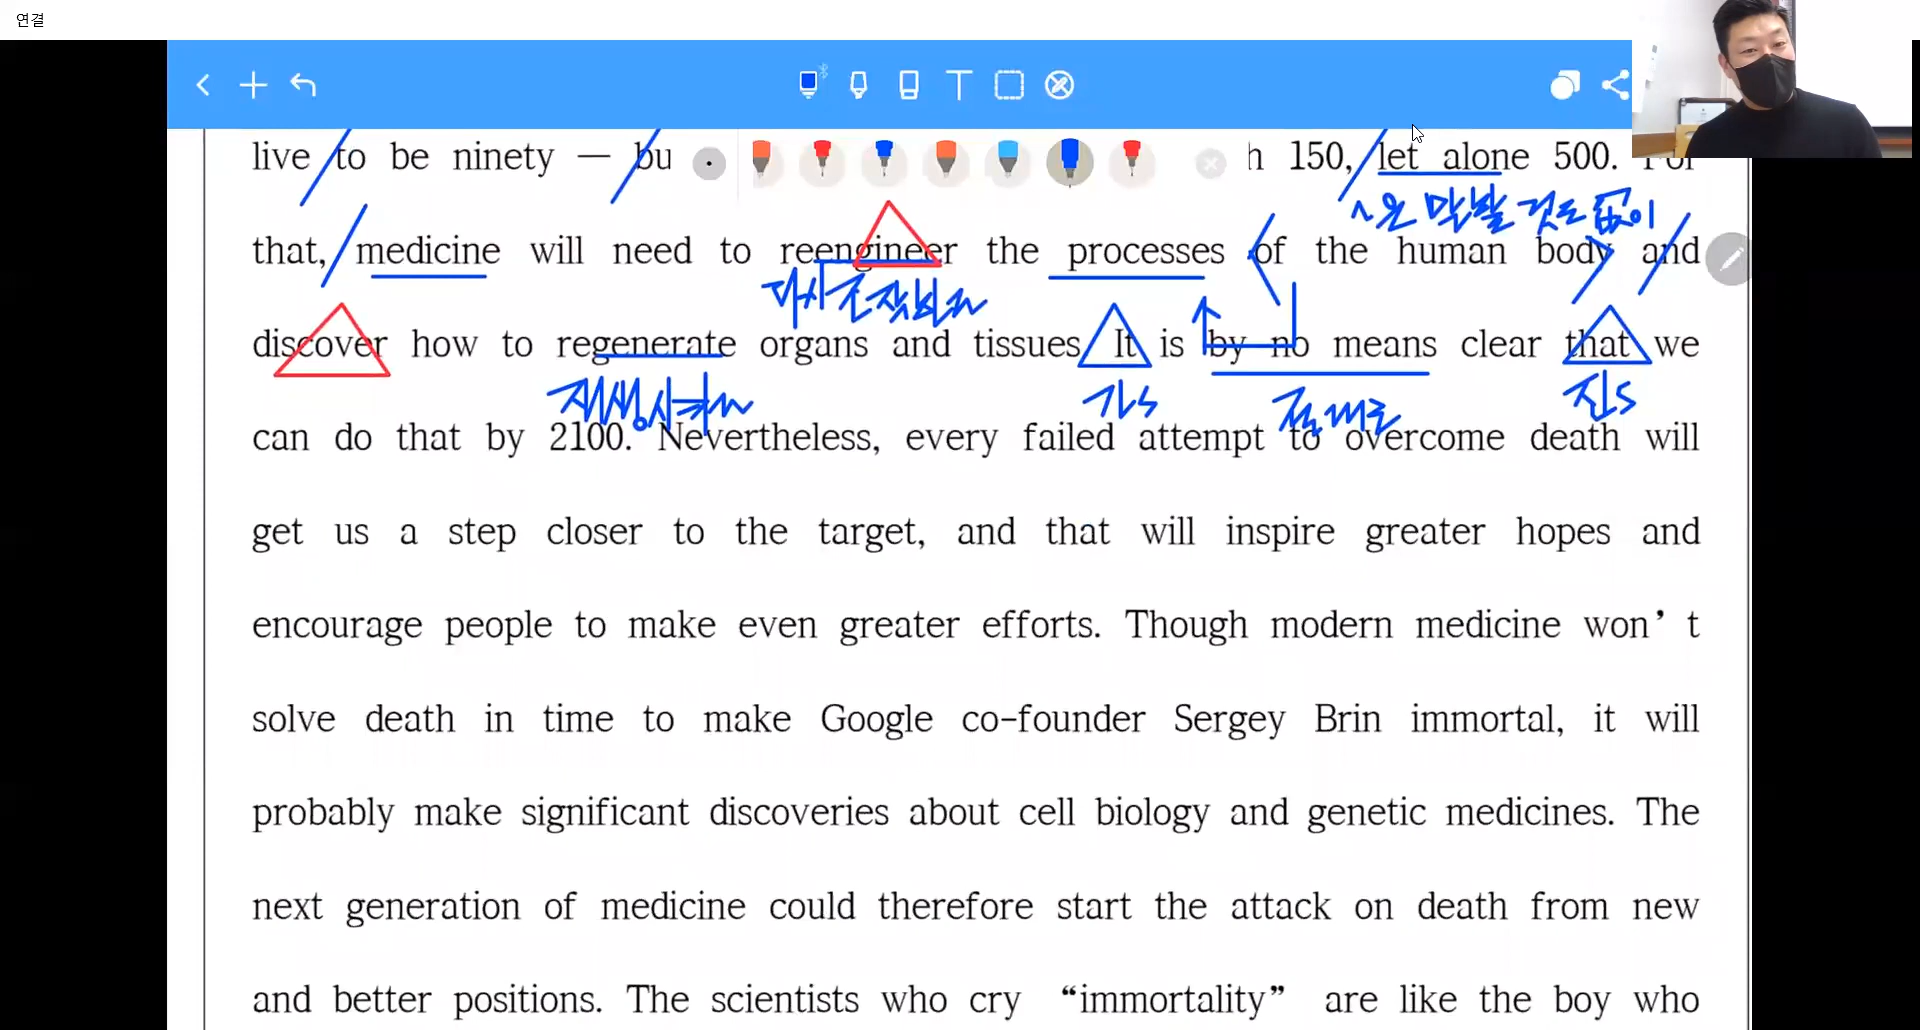 연결
live to be ninety — bu h 150, let alone 500. For
~은 말할 것도 없이
that, medicine will need to reengineer the processes of the human body and
다시 조작하다
discover how to regenerate organs and tissues. It is by no means clear that we
재생시키다 가S 절대로 진S
can do that by 2100. Nevertheless, every failed attempt to overcome death will
get us a step closer to the target, and that will inspire greater hopes and
encourage people to make even greater efforts. Though modern medicine won’ t
solve death in time to make Google co-founder Sergey Brin immortal, it will
probably make significant discoveries about cell biology and genetic medicines. The
next generation of medicine could therefore start the attack on death from new
and better positions. The scientists who cry “immortality” are like the boy who